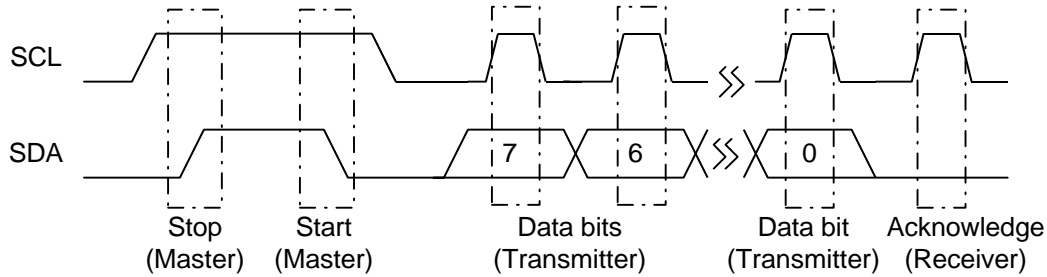 SCL
SDA
7 6 0
Stop Start Data bits Data bit Acknowledge
(Master) (Master) (Transmitter) (Transmitter) (Receiver)